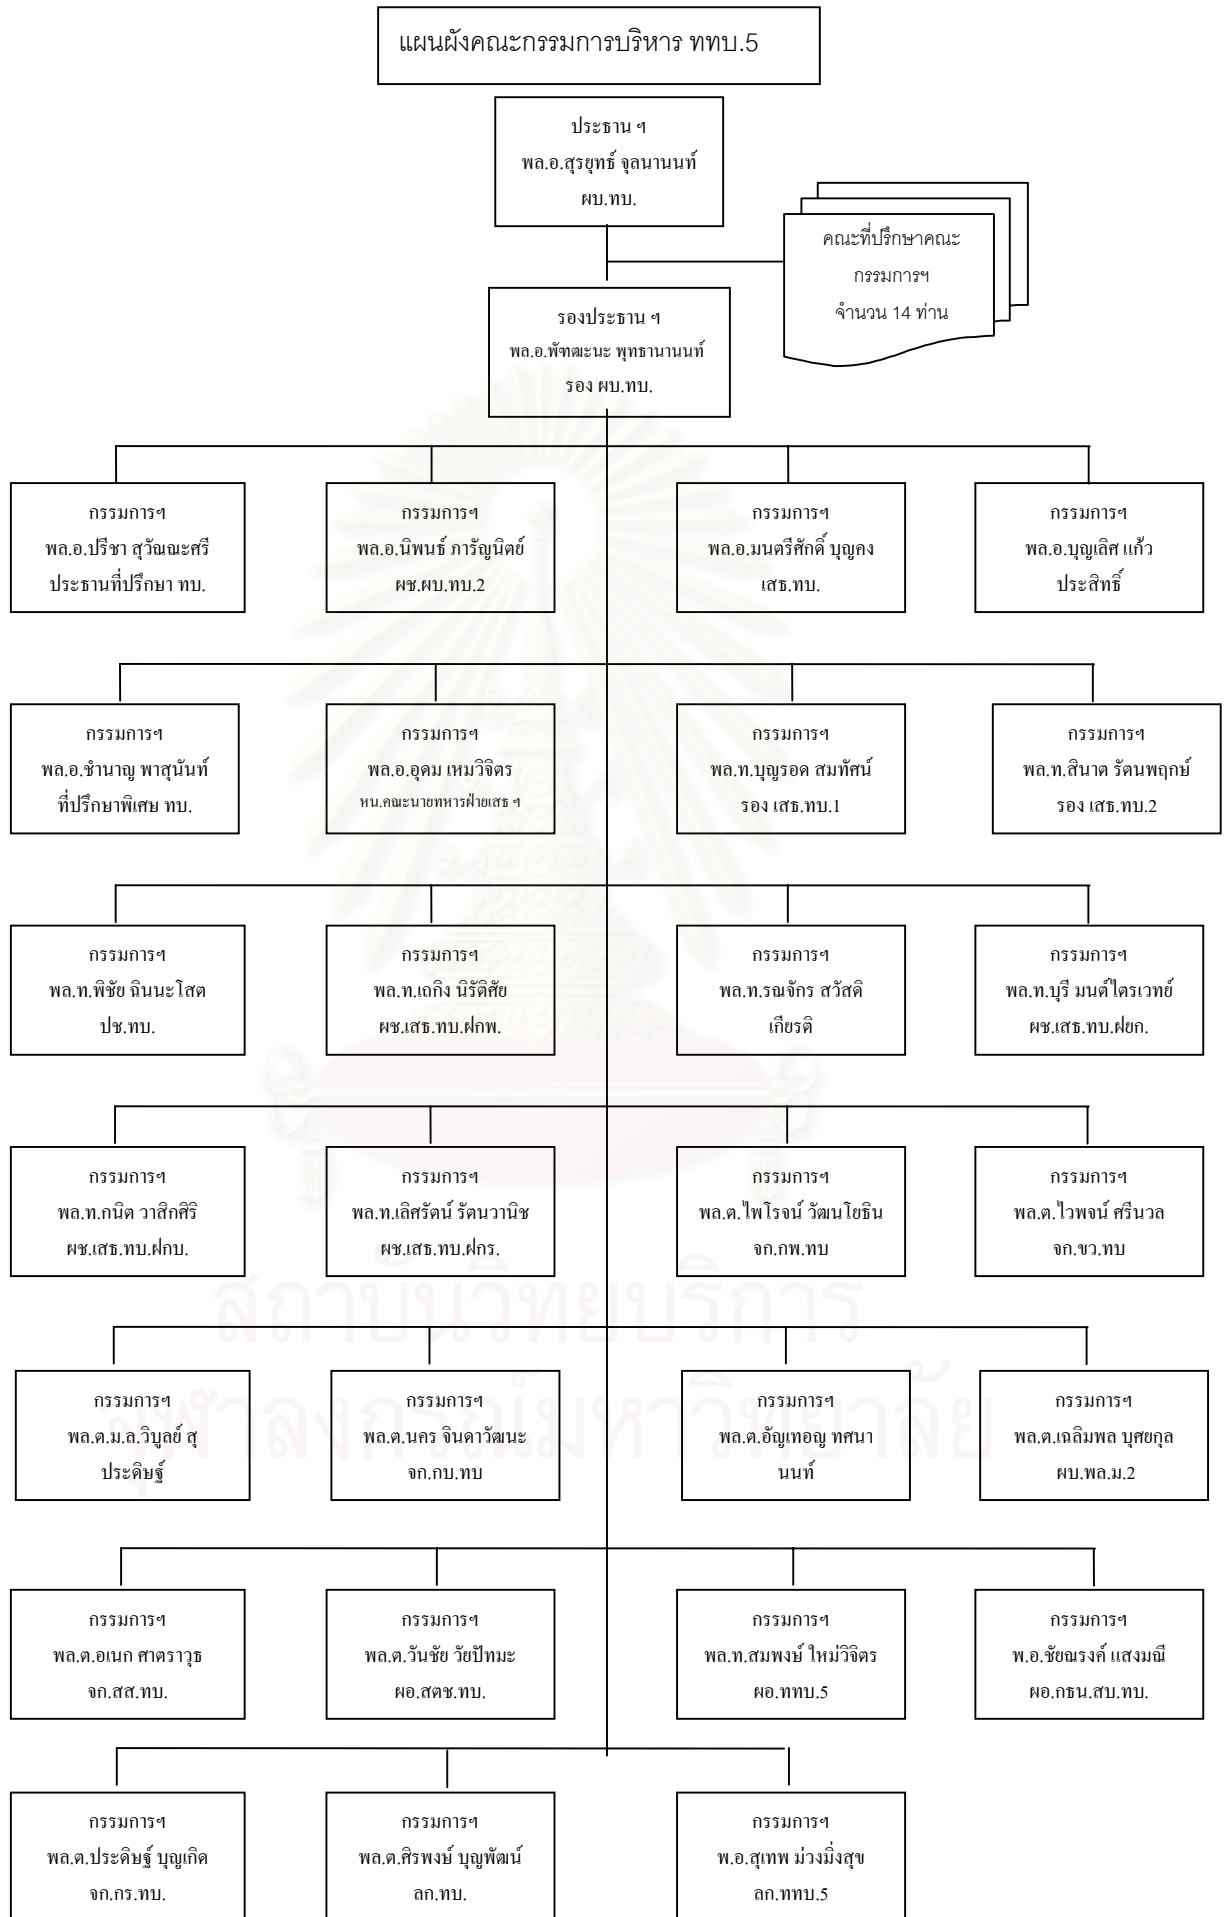 แผนผังคณะกรรมการบริหาร ททบ.5
ประธาน ฯ
พล.อ.สุรยุทธ์ จุลนานนท์
ผบ.ทบ.
คณะที่ปรึกษาคณะ
กรรมการฯ
จำนวน 14 ท่าน
รองประธาน ฯ
พล.อ.พัฑฒะนะ พุทธานานนท์
รอง ผบ.ทบ.
กรรมการฯ
พล.อ.ปรีชา สุวัณณะศรี
ประธานที่ปรึกษา ทบ.
กรรมการฯ
พล.อ.นิพนธ์ ภารัญนิตย์
ผช.ผบ.ทบ.2
กรรมการฯ
พล.อ.มนตรีศักดิ์ บุญคง
เสธ.ทบ.
กรรมการฯ
พล.อ.บุญเลิศ แก้ว
ประสิทธิ์
กรรมการฯ
พล.อ.ชำนาญ พาสุนันท์
ที่ปรึกษาพิเศษ ทบ.
กรรมการฯ
พล.อ.อุดม เหมวิจิตร
หน.คณะนายทหารฝ่ายเสธ ฯ
กรรมการฯ
พล.ท.บุญรอด สมทัศน์
รอง เสธ.ทบ.1
กรรมการฯ
พล.ท.สินาต รัตนพฤกษ์
รอง เสธ.ทบ.2
กรรมการฯ
พล.ท.พิชัย ฉินนะโสต
ปช.ทบ.
กรรมการฯ
พล.ท.เถกิง นิรัติศัย
ผช.เสธ.ทบ.ฝกพ.
กรรมการฯ
พล.ท.รณจักร สวัสดิ
เกียรติ
กรรมการฯ
พล.ท.บุรี มนต์ไตรเวทย์
ผช.เสธ.ทบ.ฝยก.
กรรมการฯ
พล.ท.กนิต วาสิกศิริ
ผช.เสธ.ทบ.ฝกบ.
กรรมการฯ
พล.ท.เลิศรัตน์ รัตนวานิช
ผช.เสธ.ทบ.ฝกร.
กรรมการฯ
พล.ต.ไพโรจน์ วัฒนโยธิน
จก.กพ.ทบ
กรรมการฯ
พล.ต.ไวพจน์ ศรีนวล
จก.ขว.ทบ
สถาบันวิทยบริการ
กรรมการฯ
พล.ต.ม.ล.วิบูลย์ สุ
ประดิษฐ์
กรรมการฯ
พล.ต.นคร จินดาวัฒนะ
จก.กบ.ทบ
กรรมการฯ
พล.ต.อัญเทอญ ทศนา
นนท์
กรรมการฯ
พล.ต.เฉลิมพล บุศยกุล
ผบ.พล.ม.2
จุฬาลงกรณ์มหาวิทยาลัย
กรรมการฯ
พล.ต.อเนก ศาตราวุธ
จก.สส.ทบ.
กรรมการฯ
พล.ต.วันชัย วัยปัทมะ
ผอ.สตช.ทบ.
กรรมการฯ
พล.ท.สมพงษ์ ใหม่วิจิตร
ผอ.ททบ.5
กรรมการฯ
พ.อ.ชัยณรงค์ แสงมณี
ผอ.กธน.สบ.ทบ.
กรรมการฯ
พล.ต.ประดิษฐ์ บุญเกิด
จก.กร.ทบ.
กรรมการฯ
พล.ต.ศิรพงษ์ บุญพัฒน์
ลก.ทบ.
กรรมการฯ
พ.อ.สุเทพ ม่วงมิ่งสุข
ลก.ททบ.5